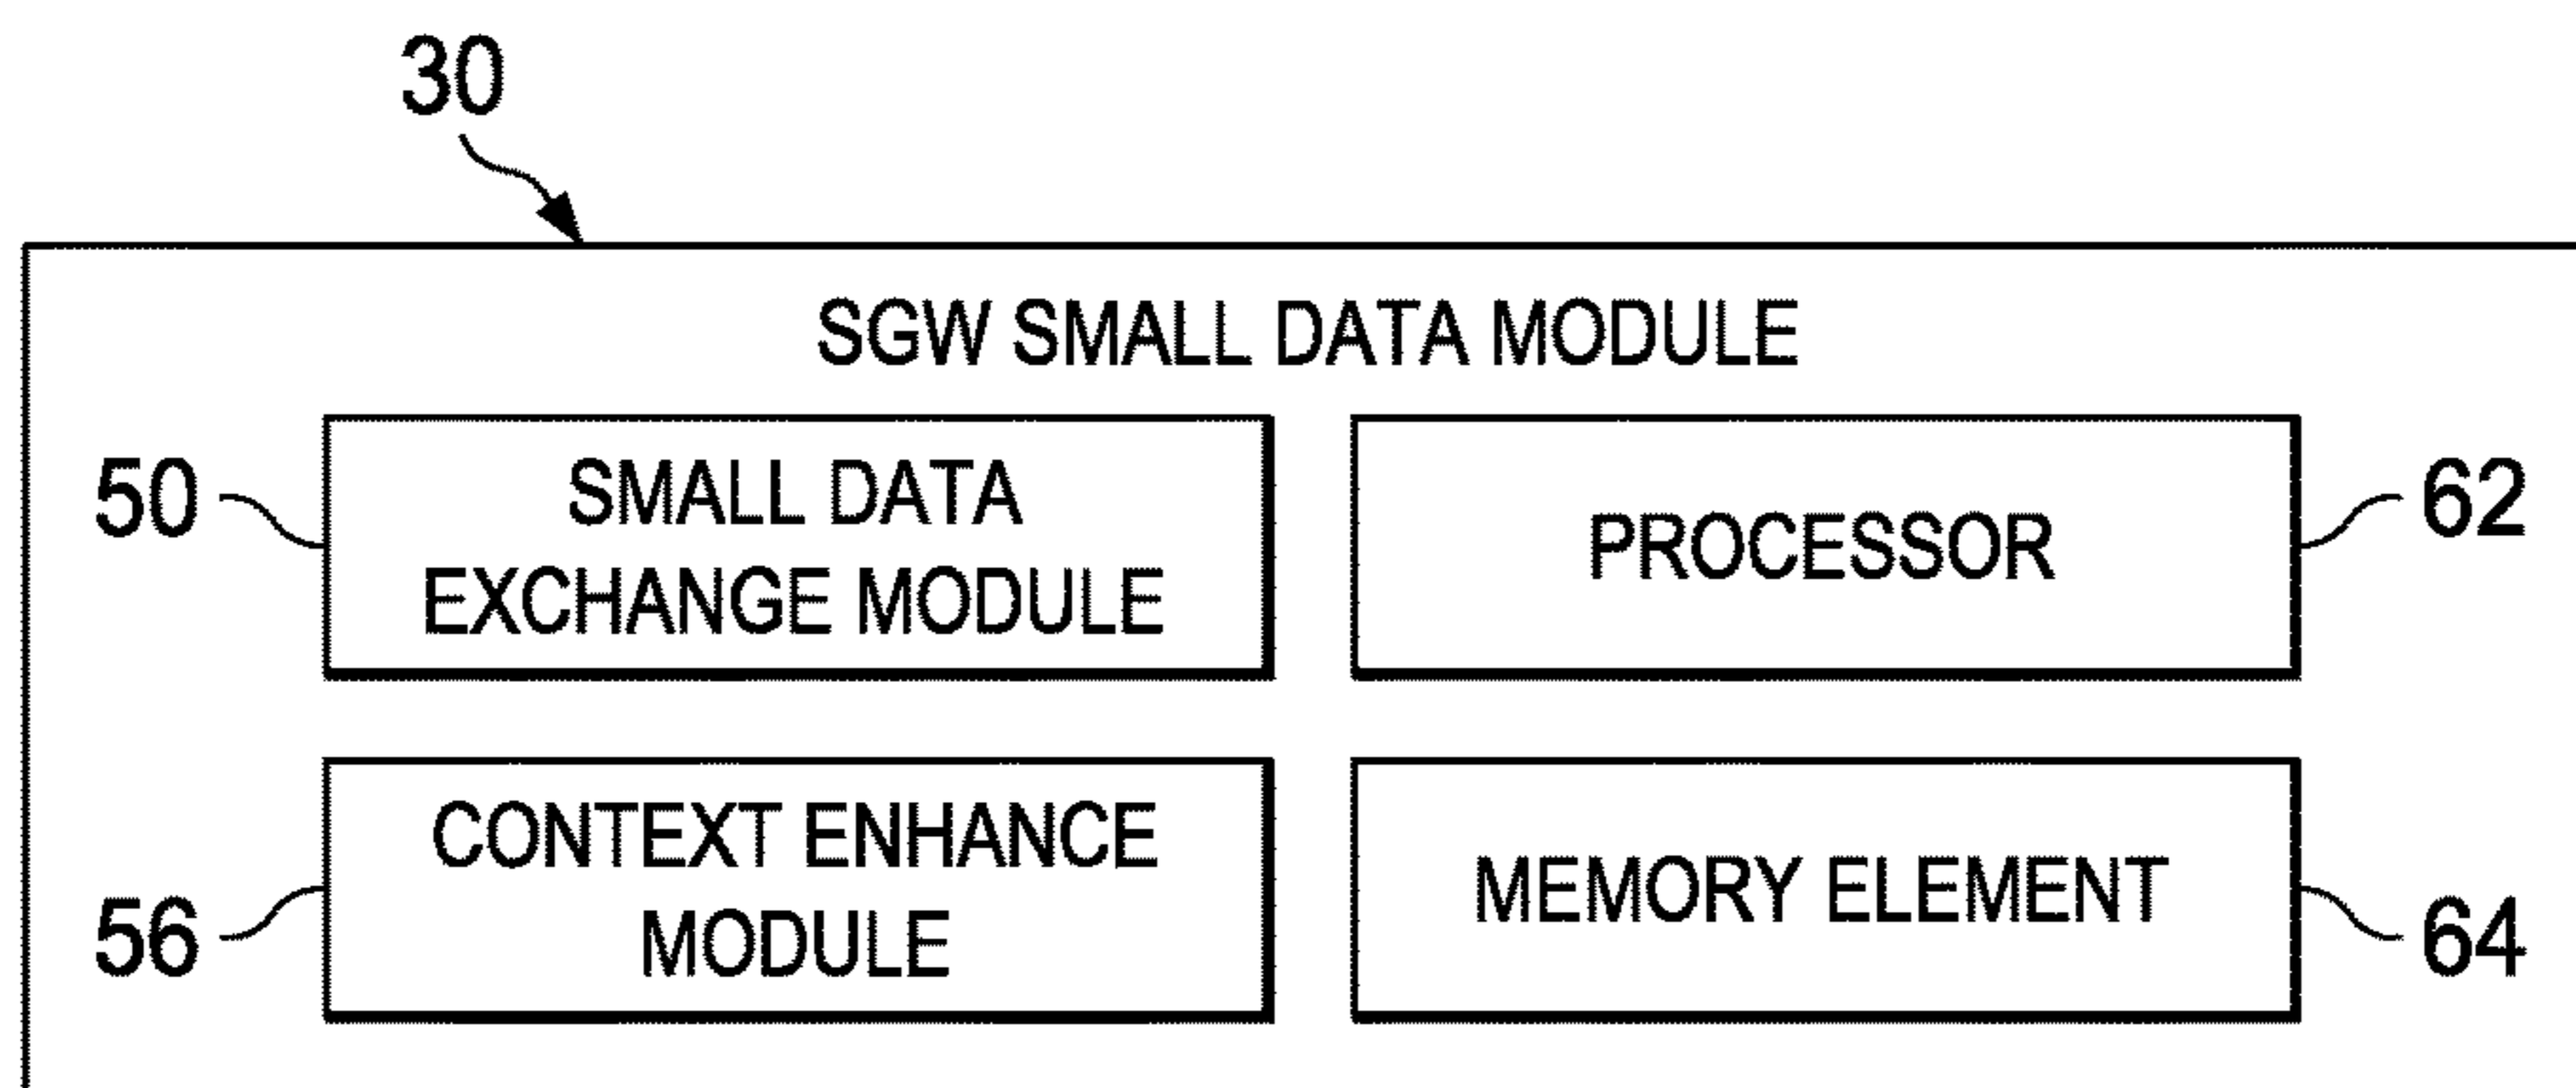 30
SGW SMALL DATA MODULE
50
SMALL DATA
EXCHANGE MODULE
PROCESSOR
62
56
CONTEXT ENHANCE
MODULE
MEMORY ELEMENT
64